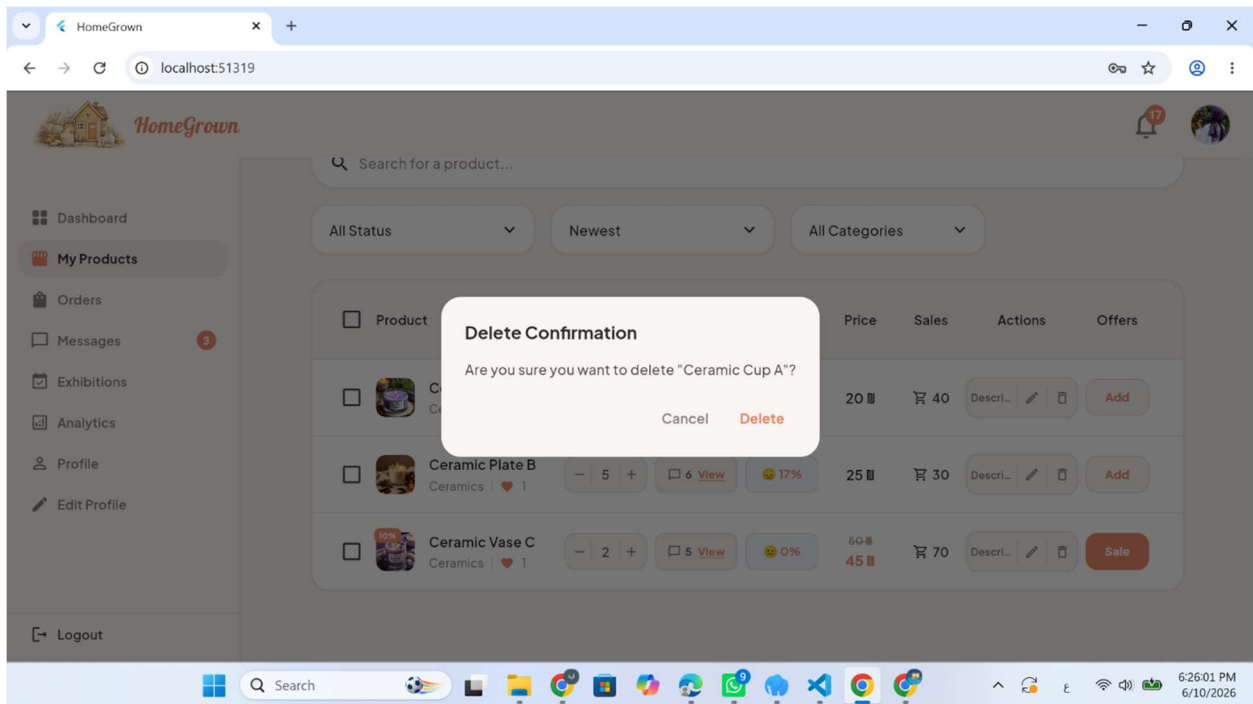 HomeGrown
localhost:51319
HomeGrown
17
Search for a product...
All Status
Newest
All Categories
Dashboard
My Products
Orders
Messages
3
Exhibitions
Analytics
Profile
Edit Profile
Logout
Product
Price
Sales
Actions
Offers
Delete Confirmation
Are you sure you want to delete "Ceramic Cup A"?
Cancel
Delete
20 ₪
40
Descri...
Add
Ceramic Plate B
Ceramics
1
5
6 View
17%
25 ₪
30
Descri...
Add
10%
Ceramic Vase C
Ceramics
1
2
5 View
0%
50 ₪
45 ₪
70
Descri...
Sale
Search
9
ع
6:26:01 PM
6/10/2026